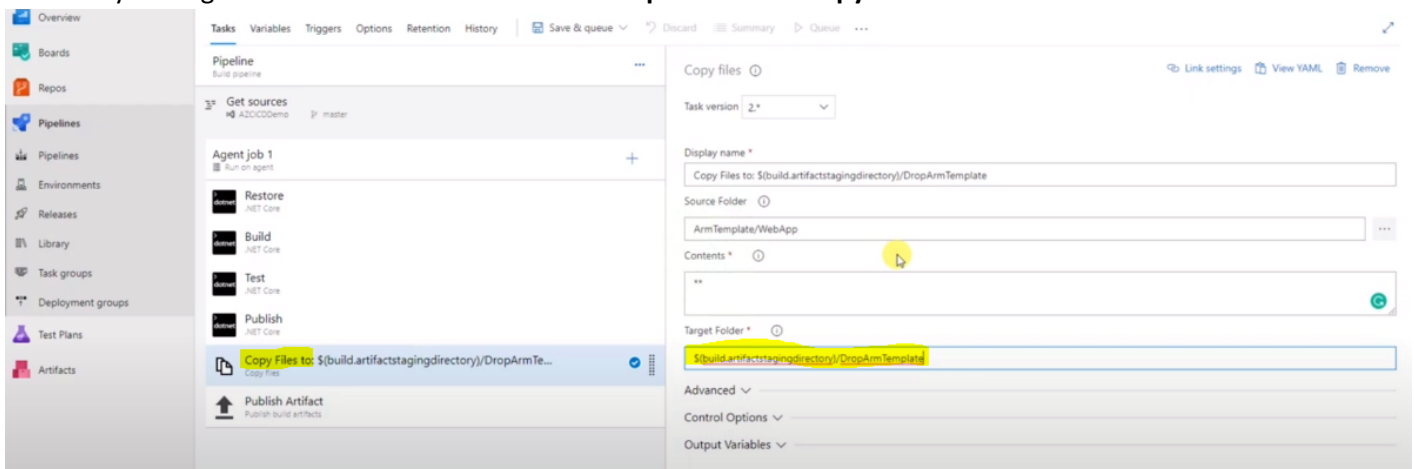 Overview
Boards
Repos
Pipelines
Pipelines
Environments
Releases
Library
Task groups
Deployment groups
Test Plans
Artifacts
Tasks Variables Triggers Options Retention History Save & queue Discard Summary Queue ...
Pipeline
Build pipeline
...
Get sources
AZCICDDemo master
Agent job 1
Run on agent
+
dotnet
Restore
.NET Core
dotnet
Build
.NET Core
dotnet
Test
.NET Core
dotnet
Publish
.NET Core
Copy Files to: $(build.artifactstagingdirectory)/DropArmTe...
Copy files
Publish Artifact
Publish build artifacts
Copy files Link settings View YAML Remove
Task version 2.*
Display name *
Copy Files to: $(build.artifactstagingdirectory)/DropArmTemplate
Source Folder
ArmTemplate/WebApp
...
Contents *
**
Target Folder *
$(build.artifactstagingdirectory)/DropArmTemplate
Advanced
Control Options
Output Variables